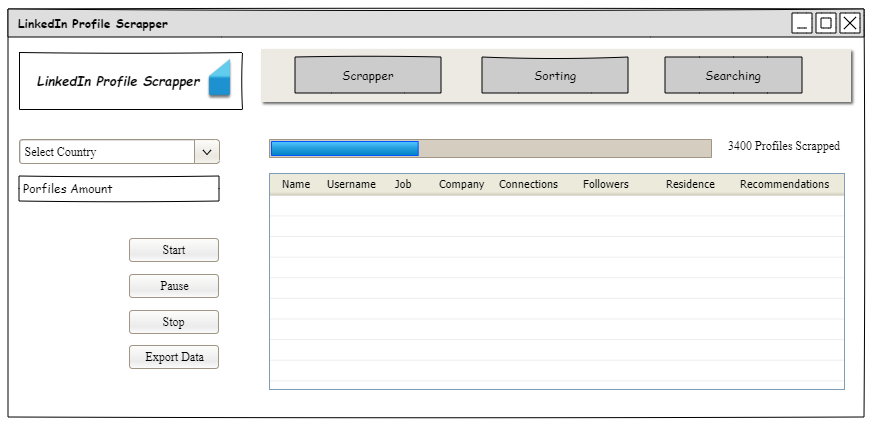 LinkedIn Profile Scrapper
LinkedIn Profile Scrapper
Scrapper
Sorting
Searching
Select Country
3400 Profiles Scrapped
Porfiles Amount
Name Username Job Company Connections Followers Residence Recommendations
Start
Pause
Stop
Export Data